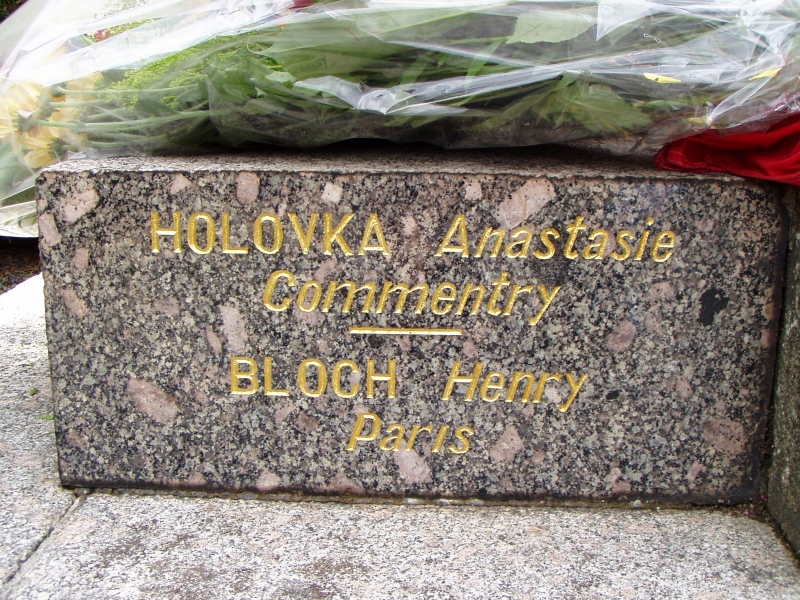 HOLOVKA Anastasie
Commentry
BLOCH Henry
Paris